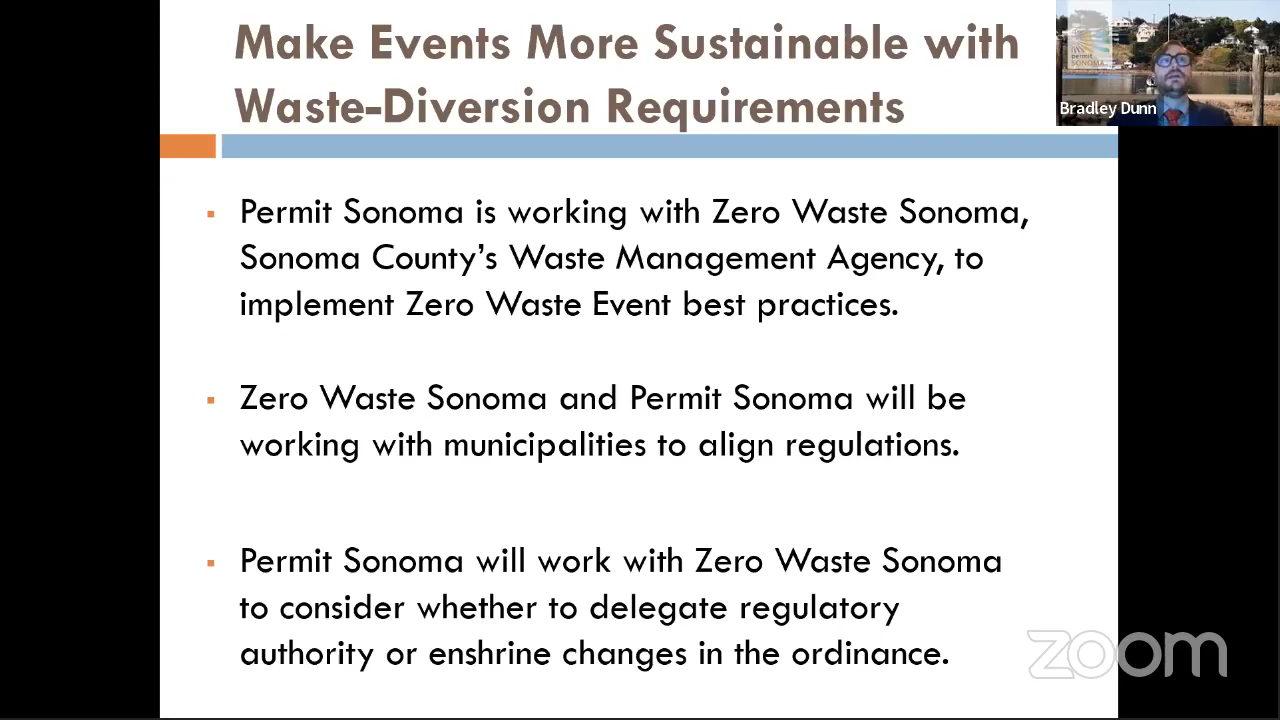 Make Events More Sustainable with
Waste-Diversion Requirements
permit
SONOMA
Bradley Dunn
▪ Permit Sonoma is working with Zero Waste Sonoma,
Sonoma County’s Waste Management Agency, to
implement Zero Waste Event best practices.
▪ Zero Waste Sonoma and Permit Sonoma will be
working with municipalities to align regulations.
▪ Permit Sonoma will work with Zero Waste Sonoma
to consider whether to delegate regulatory
authority or enshrine changes in the ordinance.
zoom